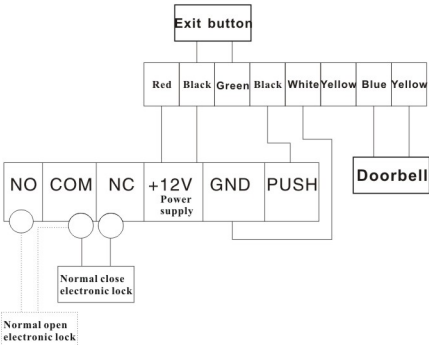 Exit button
Red Black Green Black White Yellow Blue Yellow
Doorbell
NO COM NC +12V GND PUSH
Power
supply
Normal close
electronic lock
Normal open
electronic lock